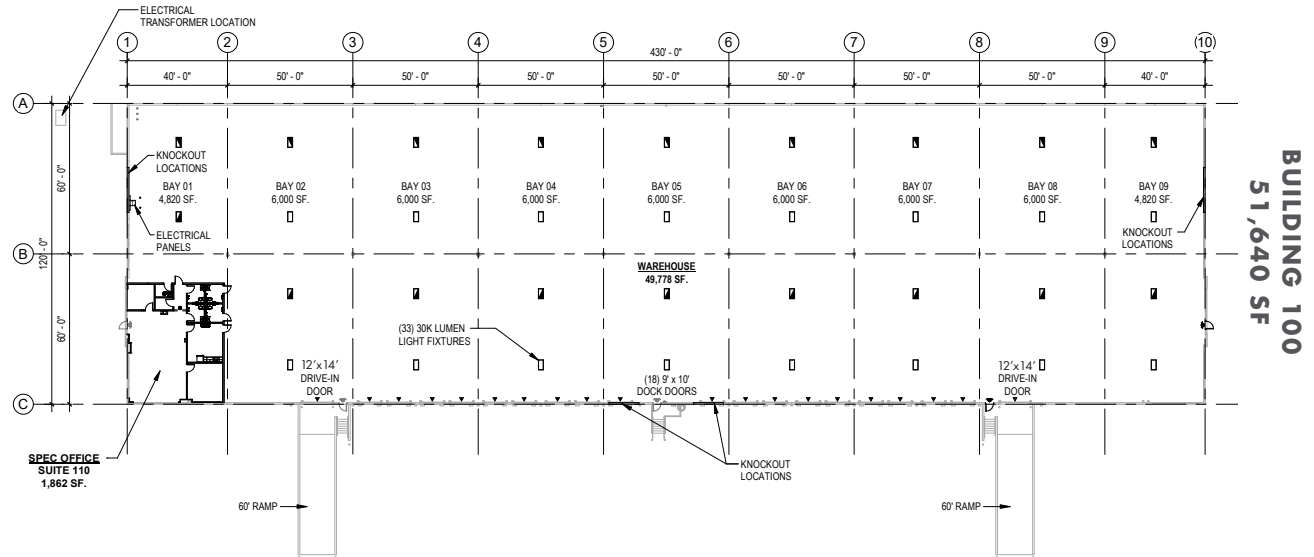 ELECTRICAL
TRANSFORMER LOCATION
1
2
3
4
5
6
7
8
9
10
430' - 0"
40' - 0"
50' - 0"
50' - 0"
50' - 0"
50' - 0"
50' - 0"
50' - 0"
50' - 0"
40' - 0"
A
KNOCKOUT
LOCATIONS
60' - 0"
BAY 01
4,820 SF.
BAY 02
6,000 SF.
BAY 03
6,000 SF.
BAY 04
6,000 SF.
BAY 05
6,000 SF.
BAY 06
6,000 SF.
BAY 07
6,000 SF.
BAY 08
6,000 SF.
BAY 09
4,820 SF.
ELECTRICAL
PANELS
KNOCKOUT
LOCATIONS
B
120' - 0"
WAREHOUSE
49,778 SF.
60' - 0"
(33) 30K LUMEN
LIGHT FIXTURES
12'x14'
DRIVE-IN
DOOR
(18) 9' x 10'
DOCK DOORS
12'x14'
DRIVE-IN
DOOR
C
SPEC OFFICE
SUITE 110
1,862 SF.
KNOCKOUT
LOCATIONS
60' RAMP
60' RAMP
BUILDING 100
51,640 SF